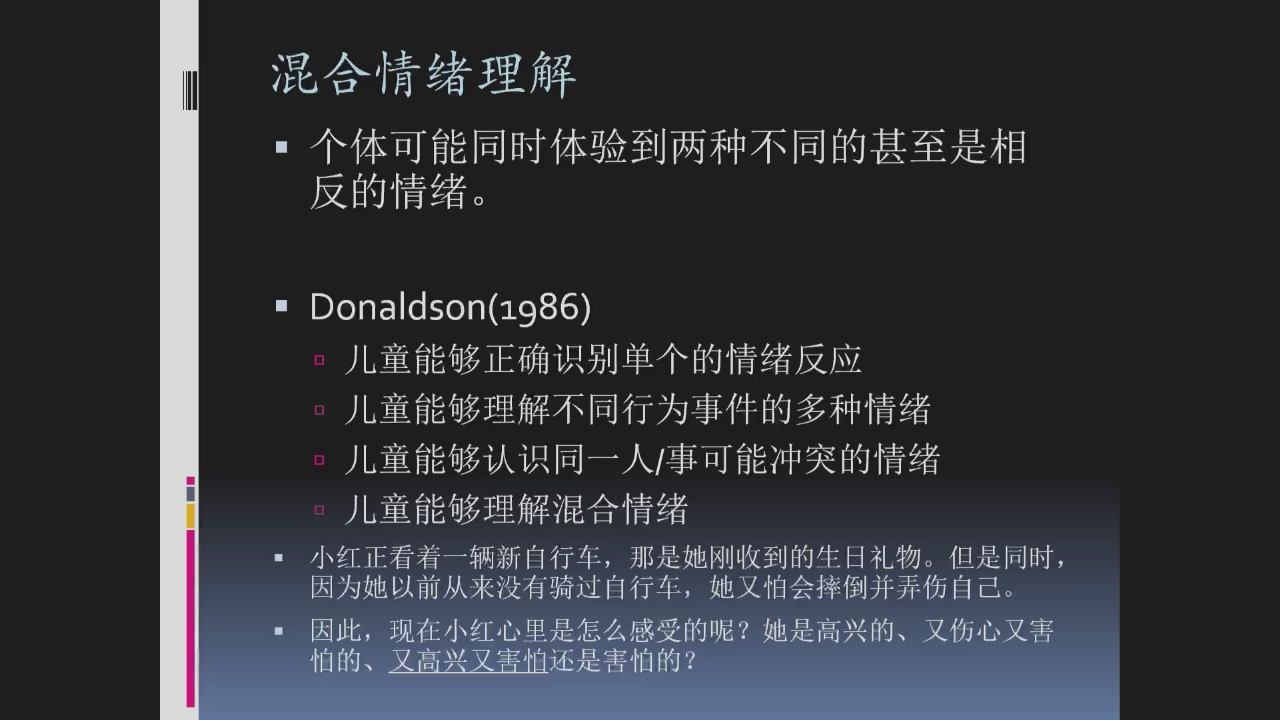 混合情绪理解
个体可能同时体验到两种不同的甚至是相
反的情绪。
Donaldson(1986)
儿童能够正确识别单个的情绪反应
儿童能够理解不同行为事件的多种情绪
儿童能够认识同一人/事可能冲突的情绪
儿童能够理解混合情绪
小红正看着一辆新自行车，那是她刚收到的生日礼物。但是同时，
因为她以前从来没有骑过自行车，她又怕会摔倒并弄伤自己。
因此，现在小红心里是怎么感受的呢？她是高兴的、又伤心又害
怕的、又高兴又害怕还是害怕的？